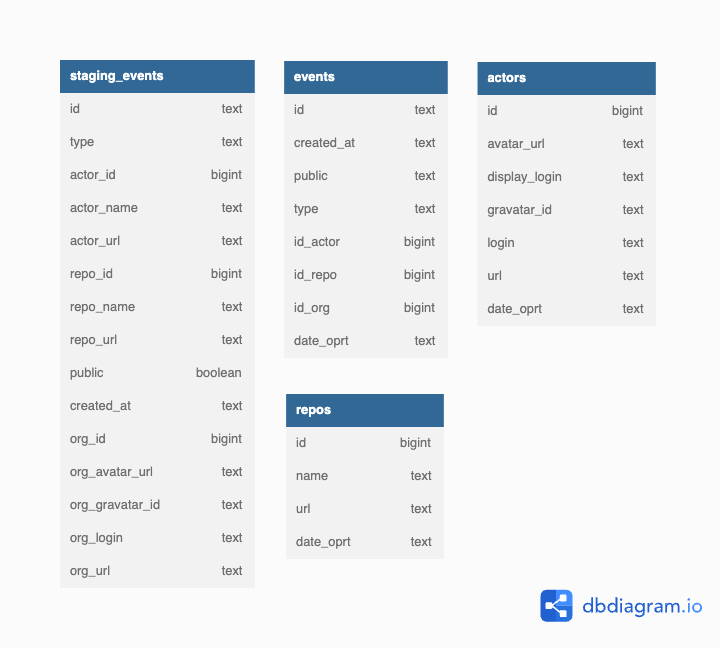 staging_events
id text
type text
actor_id bigint
actor_name text
actor_url text
repo_id bigint
repo_name text
repo_url text
public boolean
created_at text
org_id bigint
org_avatar_url text
org_gravatar_id text
org_login text
org_url text
events
id text
created_at text
public text
type text
id_actor bigint
id_repo bigint
id_org bigint
date_oprt text
actors
id bigint
avatar_url text
display_login text
gravatar_id text
login text
url text
date_oprt text
repos
id bigint
name text
url text
date_oprt text
dbdiagram.io